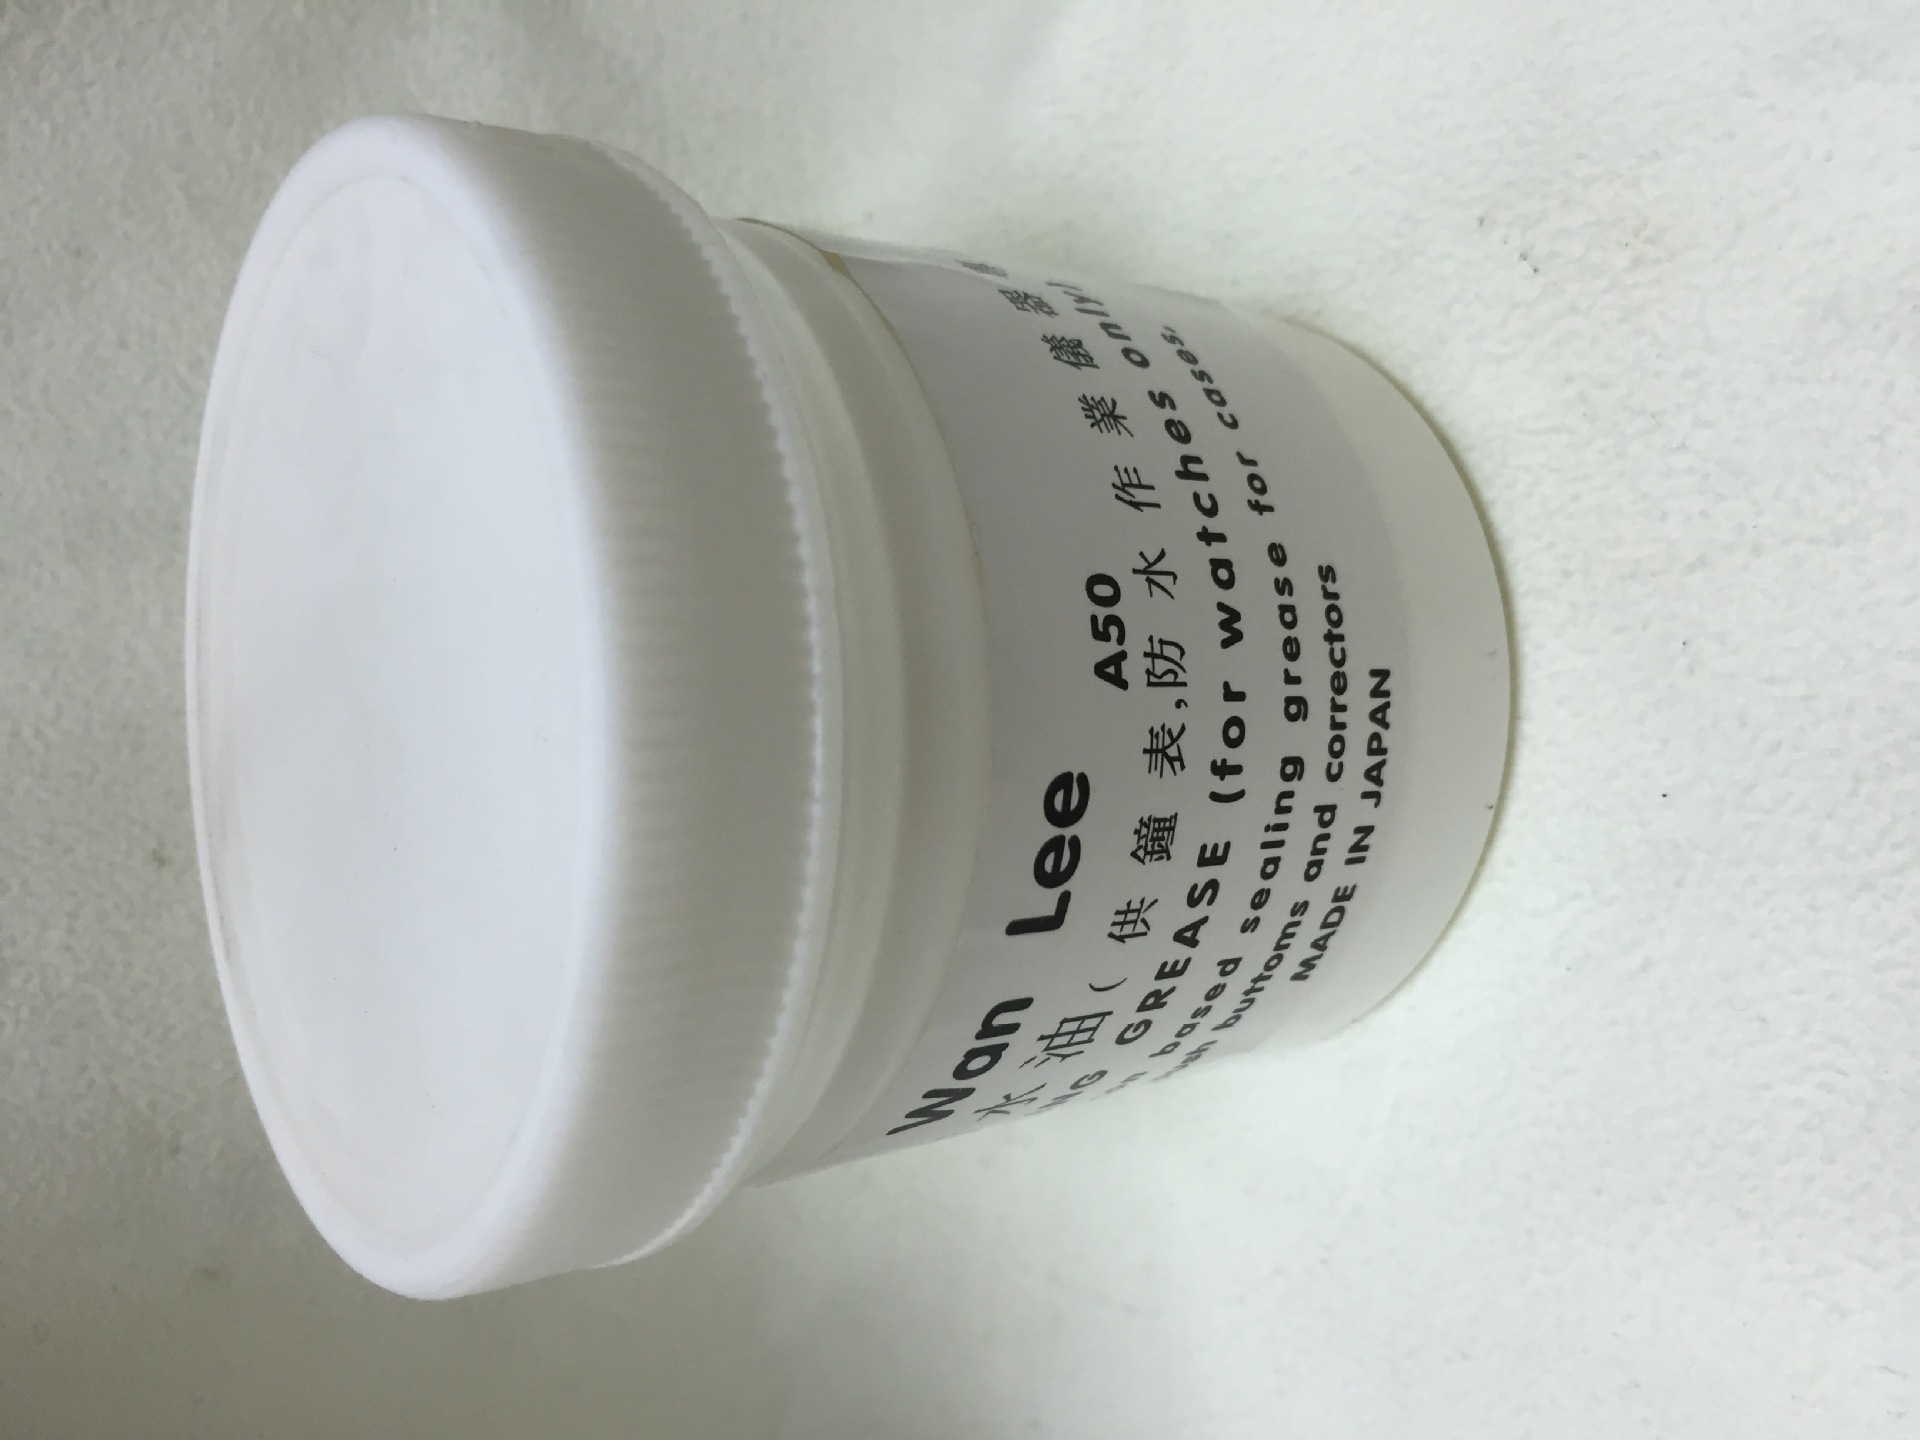 Wan Lee A50
水油(供鐘表,防水作業儀器
GREASE (for watches only)
based sealing grease for cases,
buttoms and correctors
MADE IN JAPAN